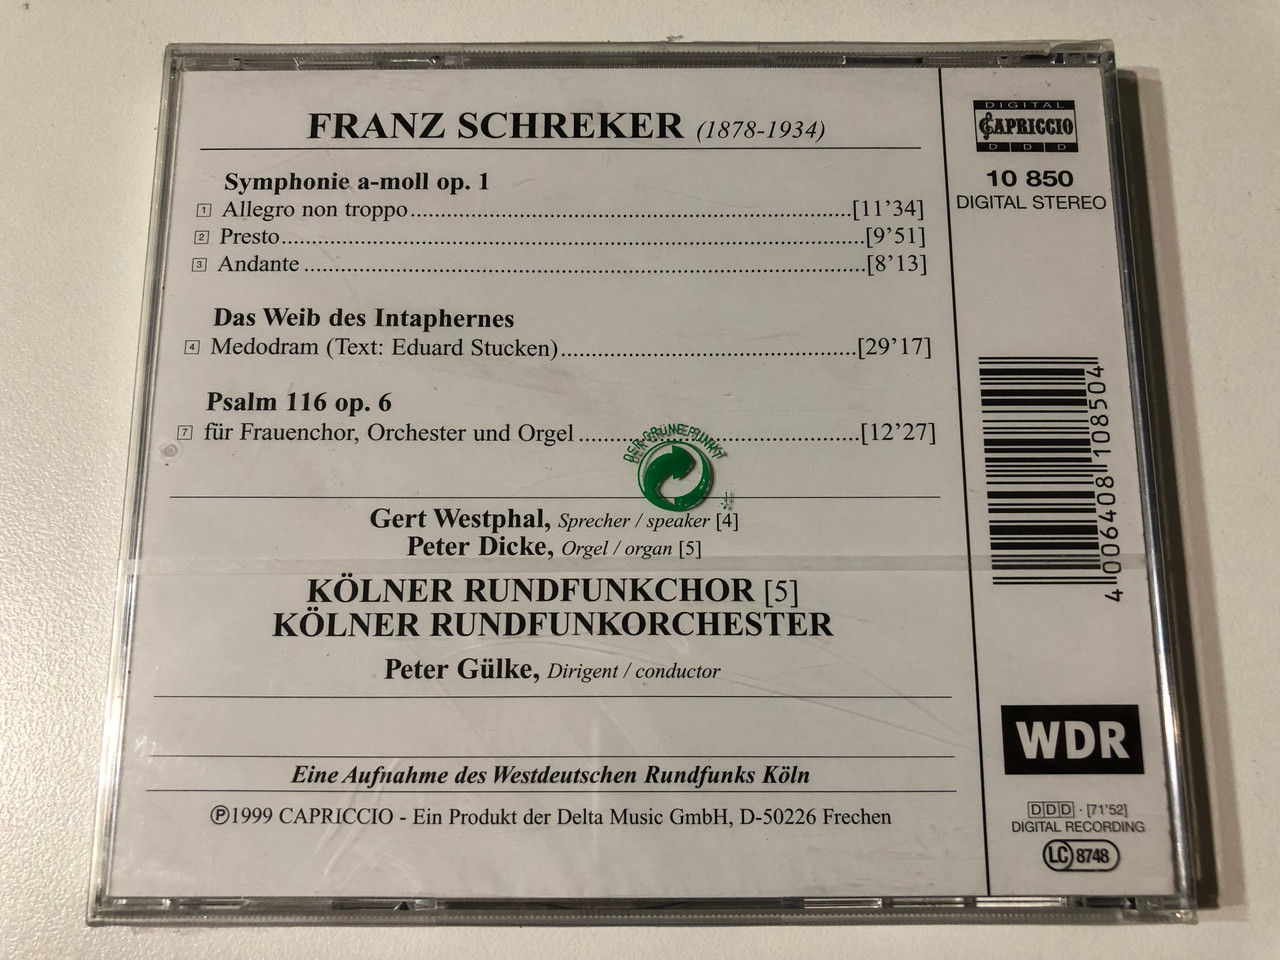 FRANZ SCHREKER (1878-1934)
Symphonie a-moll op. 1
1 Allegro non troppo [11'34]
2 Presto [9'51]
3 Andante [8'13]
Das Weib des Intaphernes
4 Medodram (Text: Eduard Stucken) [29'17]
Psalm 116 op. 6
7 für Frauenchor, Orchester und Orgel [12'27]
DER GRÜNE PUNKT
Gert Westphal, Sprecher / speaker [4]
Peter Dicke, Orgel / organ [5]
KÖLNER RUNDFUNKCHOR [5]
KÖLNER RUNDFUNKORCHESTER
Peter Gülke, Dirigent / conductor
Eine Aufnahme des Westdeutschen Rundfunks Köln
℗1999 CAPRICCIO - Ein Produkt der Delta Music GmbH, D-50226 Frechen
DIGITAL
CAPRICCIO
D D D
10 850
DIGITAL STEREO
4 006408 108504
WDR
DDD · [71'52]
DIGITAL RECORDING
LC 8748